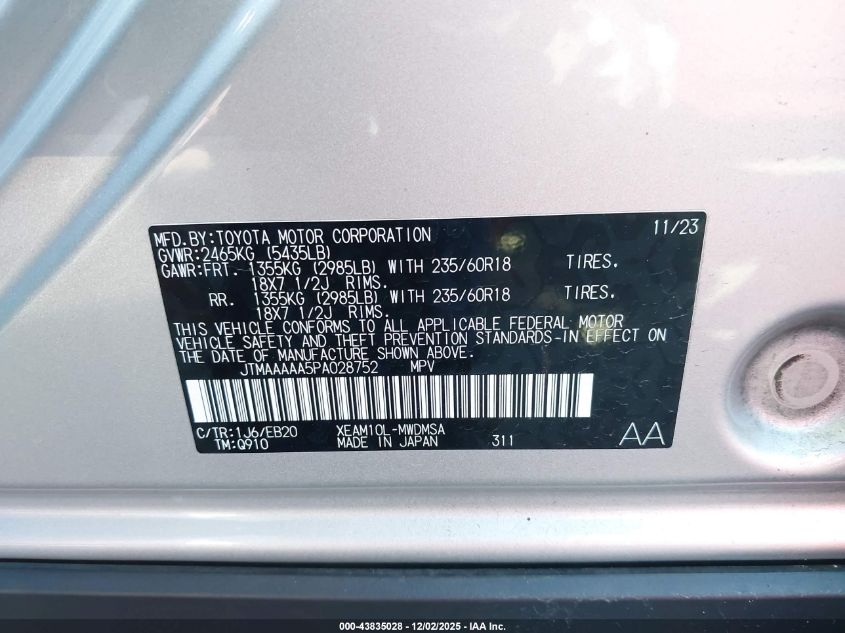 MFD.BY:TOYOTA MOTOR CORPORATION 11/23
GVWR:2465KG (5435LB)
GAWR:FRT. 1355KG (2985LB) WITH 235/60R18 TIRES.
18X7 1/2J RIMS.
RR. 1355KG (2985LB) WITH 235/60R18 TIRES.
18X7 1/2J RIMS.
THIS VEHICLE CONFORMS TO ALL APPLICABLE FEDERAL MOTOR
VEHICLE SAFETY AND THEFT PREVENTION STANDARDS-IN EFFECT ON
THE DATE OF MANUFACTURE SHOWN ABOVE.
JTMAAAAA5PA028752 MPV
C/TR:1J6/EB20 XEAM10L-MWDMSA
TM:Q910 MADE IN JAPAN 311 AA
000-43835028 - 12/02/2025 - IAA Inc.